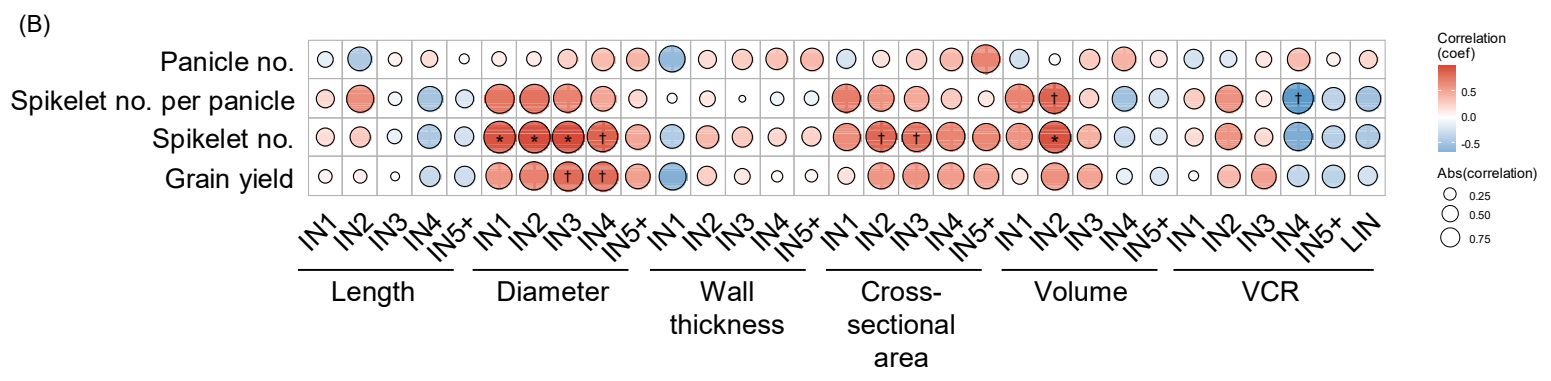 (B)
Panicle no.
Spikelet no. per panicle
†
†
Spikelet no.
* * * † † † *
Grain yield
† †
IN1 IN2 IN3 IN4 IN5+ IN1 IN2 IN3 IN4 IN5+ IN1 IN2 IN3 IN4 IN5+ IN1 IN2 IN3 IN4 IN5+ IN1 IN2 IN3 IN4 IN5+ IN1 IN2 IN3 IN4 IN5+ LIN
Length
Diameter
Wall
thickness
Cross-
sectional
area
Volume
VCR
Correlation
(coef)
0.5
0.0
-0.5
Abs(correlation)
0.25
0.50
0.75